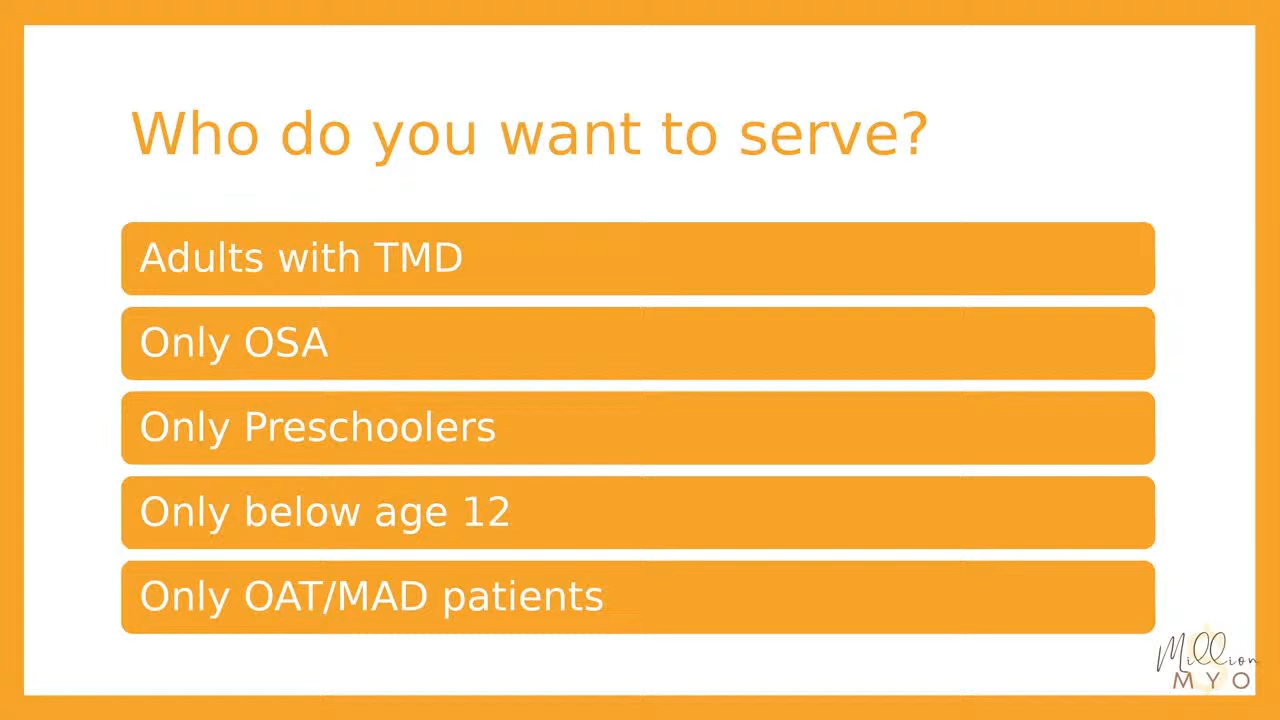 Who do you want to serve?
Adults with TMD
Only OSA
Only Preschoolers
Only below age 12
Only OAT/MAD patients
Million
MYO